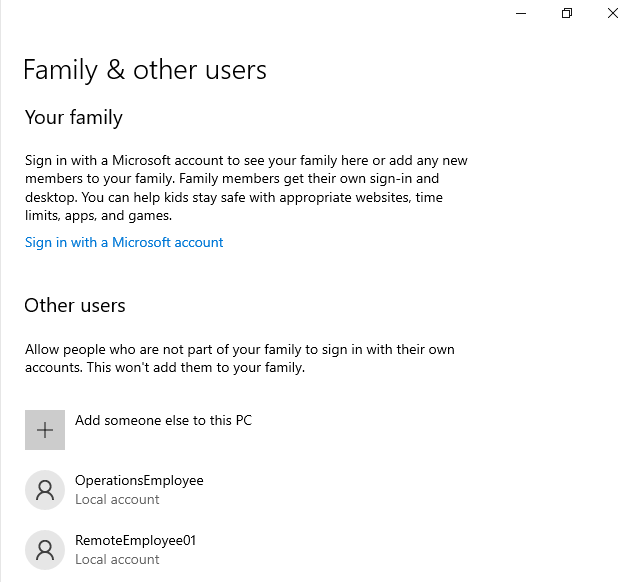 Family & other users
Your family
Sign in with a Microsoft account to see your family here or add any new
members to your family. Family members get their own sign-in and
desktop. You can help kids stay safe with appropriate websites, time
limits, apps, and games.
Sign in with a Microsoft account
Other users
Allow people who are not part of your family to sign in with their own
accounts. This won't add them to your family.
Add someone else to this PC
OperationsEmployee
Local account
RemoteEmployee01
Local account